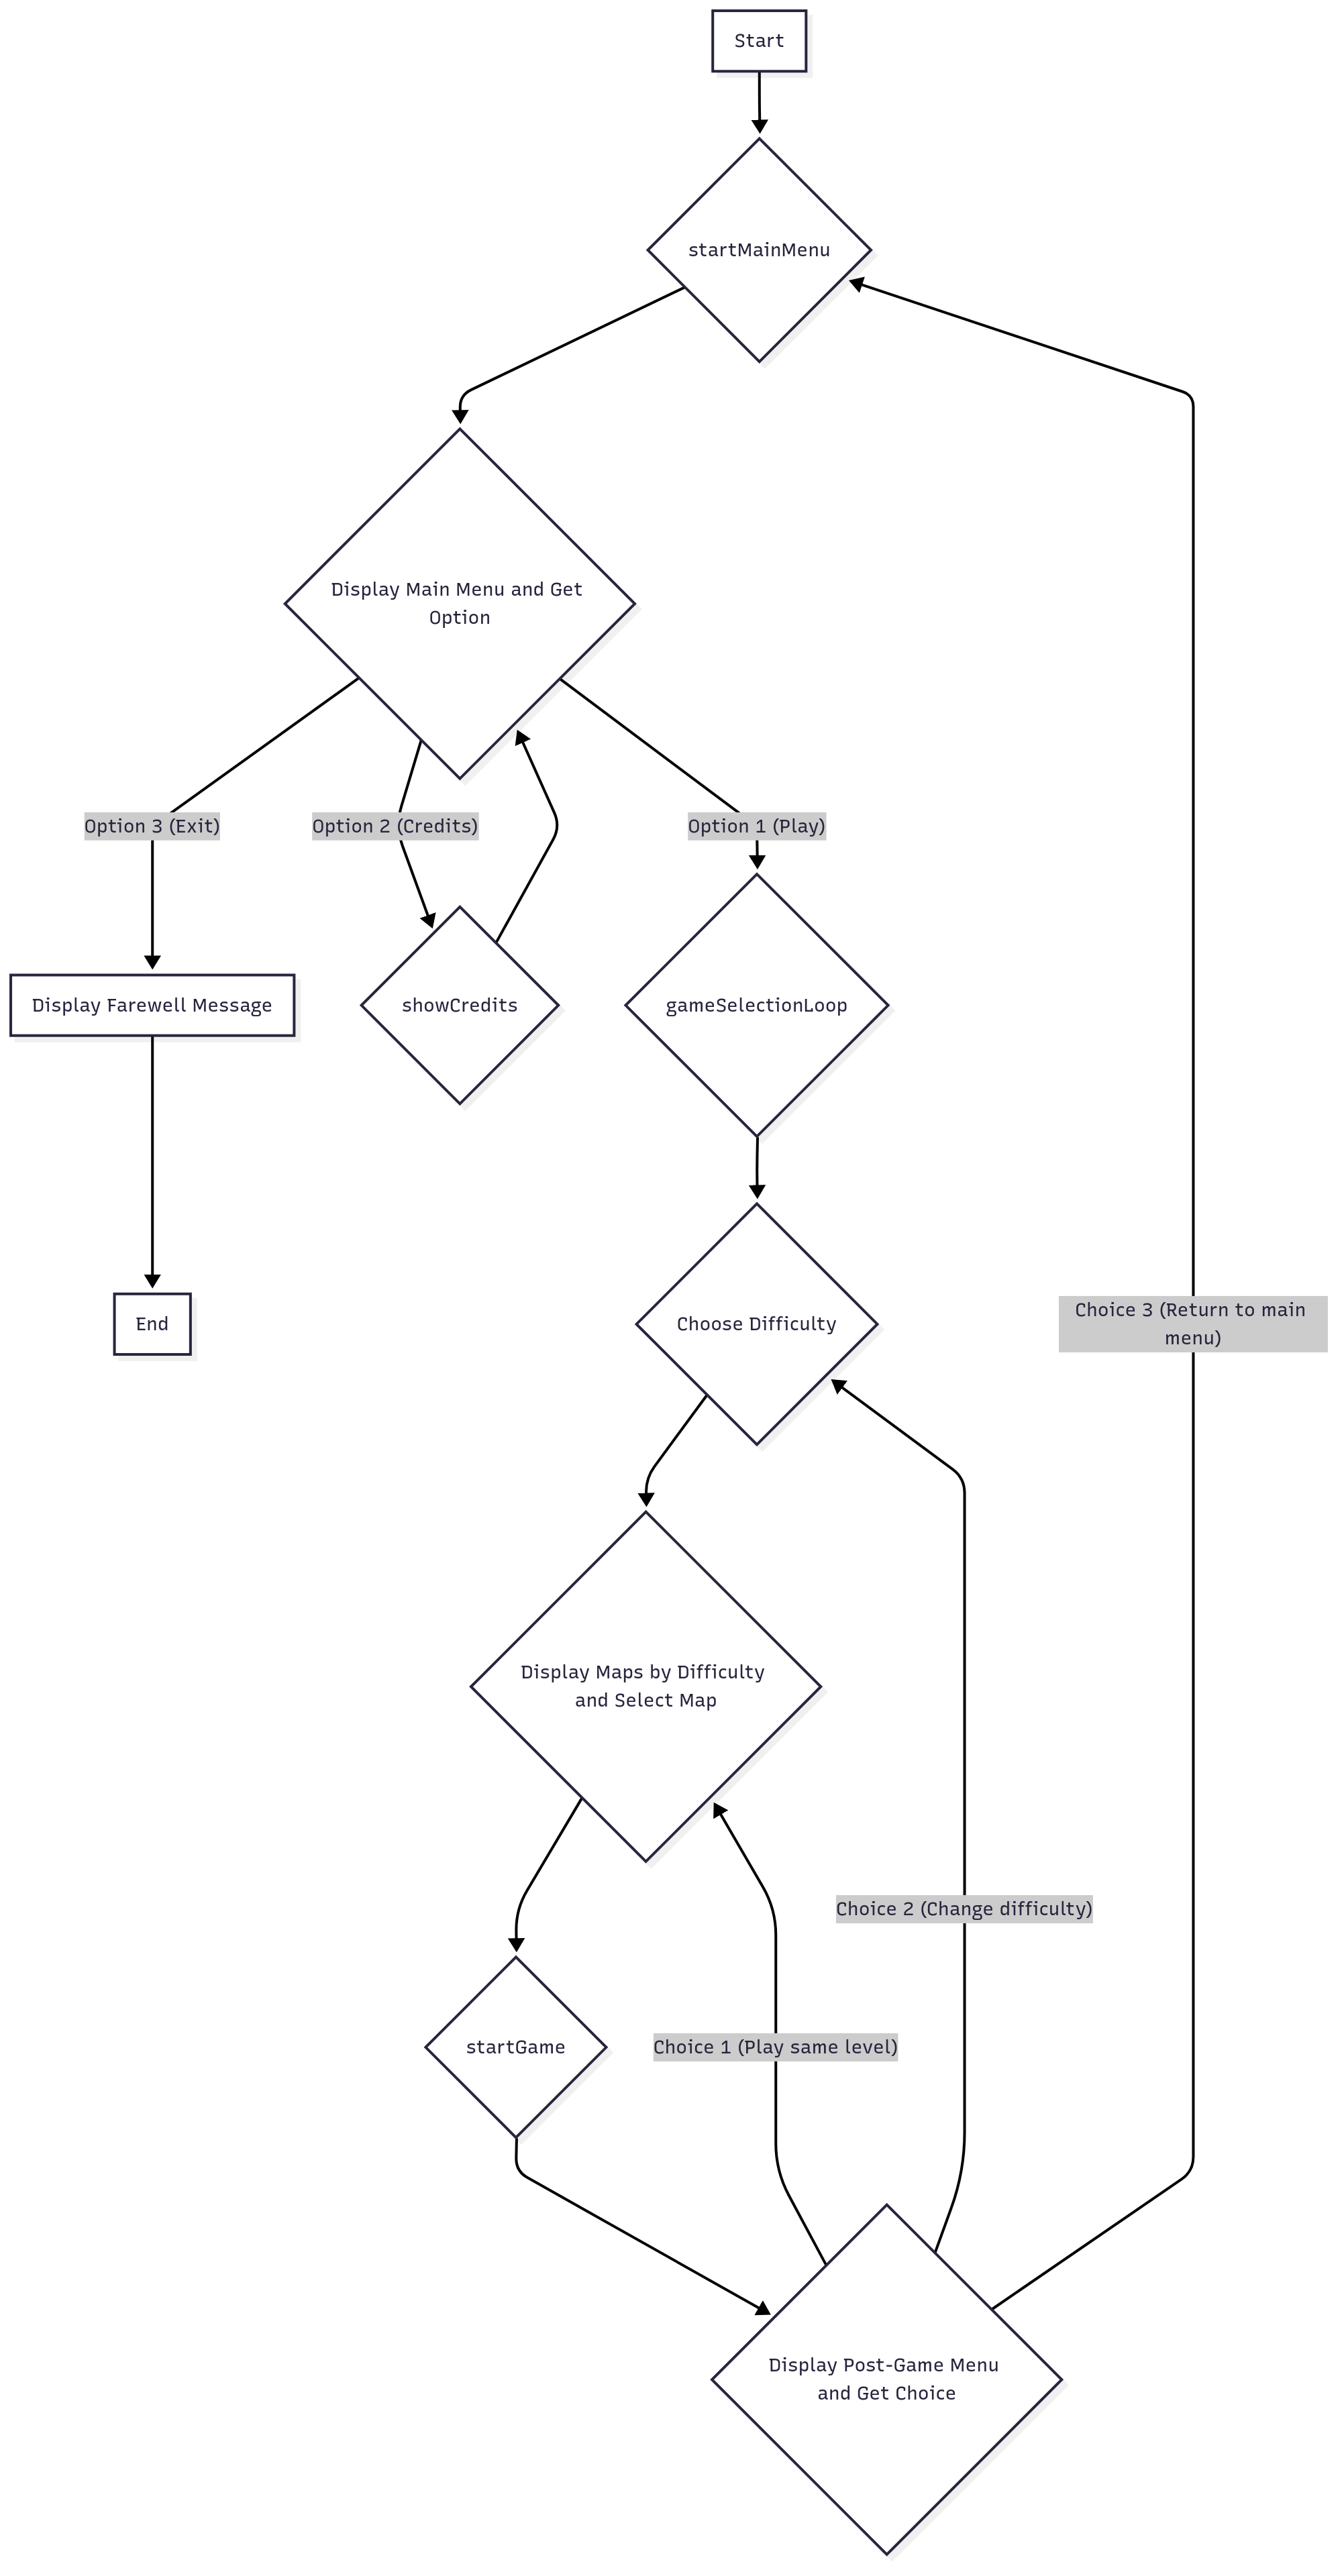 Start
startMainMenu
Display Main Menu and Get
Option
Option 3 (Exit)
Option 2 (Credits)
Option 1 (Play)
Display Farewell Message
showCredits
gameSelectionLoop
End
Choose Difficulty
Choice 3 (Return to main
menu)
Display Maps by Difficulty
and Select Map
Choice 2 (Change difficulty)
startGame
Choice 1 (Play same level)
Display Post-Game Menu
and Get Choice